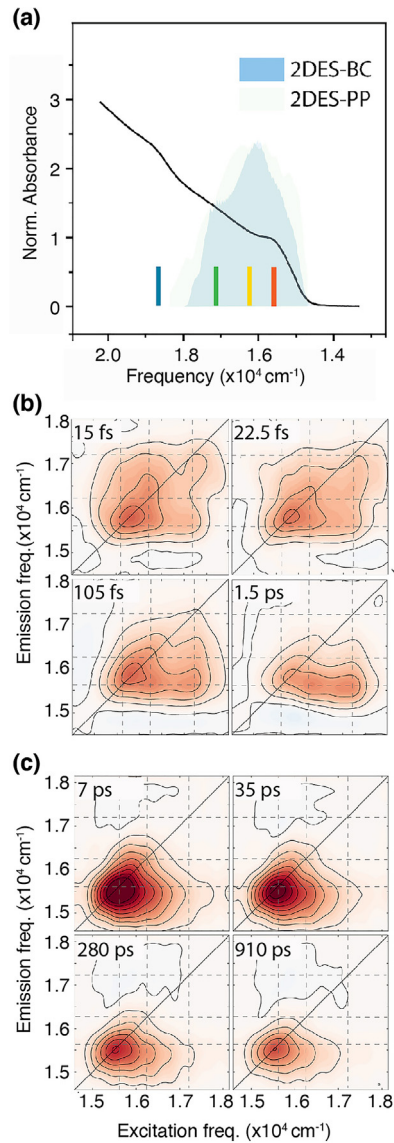 (a)
2DES-BC
2DES-PP
Norm. Absorbance
3
2
1
0
2.0 1.8 1.6 1.4
Frequency (x10⁴ cm⁻¹)
(b)
Emission freq.(x10⁴ cm⁻¹)
1.8
1.7
1.6
1.5
15 fs
22.5 fs
Emission freq. (x10⁴ cm⁻¹)
1.8
1.7
1.6
1.5
105 fs
1.5 ps
(c)
Emission freq. (x10⁴ cm⁻¹)
1.8
1.7
1.6
1.5
7 ps
35 ps
1.8
1.7
1.6
1.5
280 ps
910 ps
1.5 1.6 1.7 1.8 1.5 1.6 1.7 1.8
Excitation freq. (x10⁴ cm⁻¹)